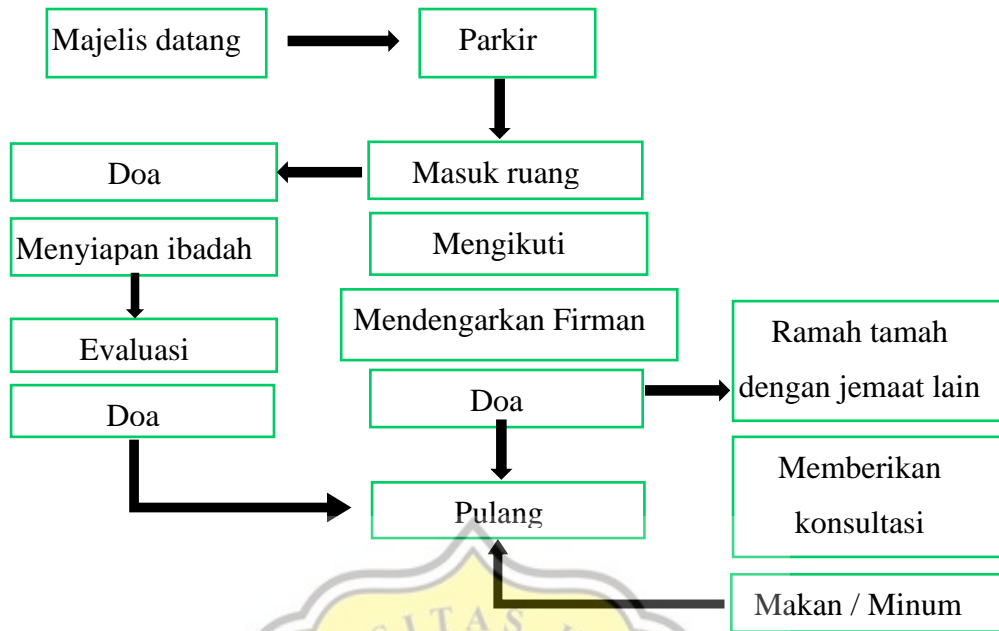 Majelis datang
Parkir
Doa
Masuk ruang
Menyiapan ibadah
Mengikuti
Mendengarkan Firman
Evaluasi
Ramah tamah
dengan jemaat lain
Doa
Doa
Memberikan
konsultasi
Pulang
Makan / Minum
SITAS